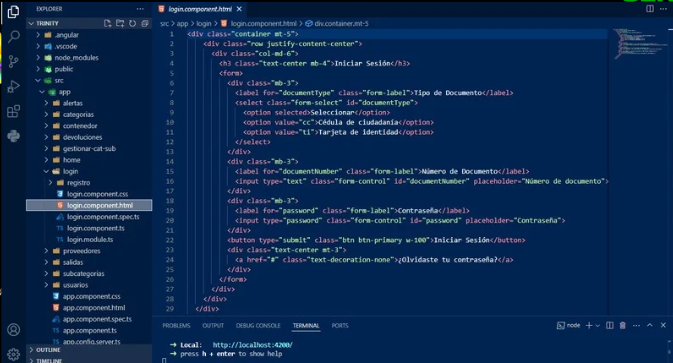 EXPLORER
TRINITY
.angular
.vscode
node_modules
public
src
app
alertas
categorias
contenedor
devoluciones
gestionar-cat-sub
home
login
registro
login.component.css
login.component.html
login.component.spec.ts
login.component.ts
login.module.ts
proveedores
salidas
subcategorias
usuarios
app.component.css
app.component.html
app.component.spec.ts
app.component.ts
app.config.server.ts
OUTLINE
TIMELINE
login.component.html
src > app > login > login.component.html > div.container.mt-5
1 <div class="container mt-5">
2 <div class="row justify-content-center">
3 <div class="col-md-6">
4 <h3 class="text-center mb-4">Iniciar Sesión</h3>
5 <form>
6 <div class="mb-3">
7 <label for="documentType" class="form-label">Tipo de Documento</label>
8 <select class="form-select" id="documentType">
9 <option selected>Seleccionar</option>
10 <option value="cc">Cédula de ciudadanía</option>
11 <option value="ti">Tarjeta de identidad</option>
12 </select>
13 </div>
14 <div class="mb-3">
15 <label for="documentNumber" class="form-label">Número de Documento</label>
16 <input type="text" class="form-control" id="documentNumber" placeholder="Número de documento">
17 </div>
18 <div class="mb-3">
19 <label for="password" class="form-label">Contraseña</label>
20 <input type="password" class="form-control" id="password" placeholder="Contraseña">
21 </div>
22 <button type="submit" class="btn btn-primary w-100">Iniciar Sesión</button>
23 <div class="text-center mt-3">
24 <a href="#" class="text-decoration-none">¿Olvidaste tu contraseña?</a>
25 </div>
26 </form>
27 </div>
28 </div>
29 </div>
PROBLEMS OUTPUT DEBUG CONSOLE TERMINAL PORTS
node
➜ Local: http://localhost:4200/
➜ press h + enter to show help